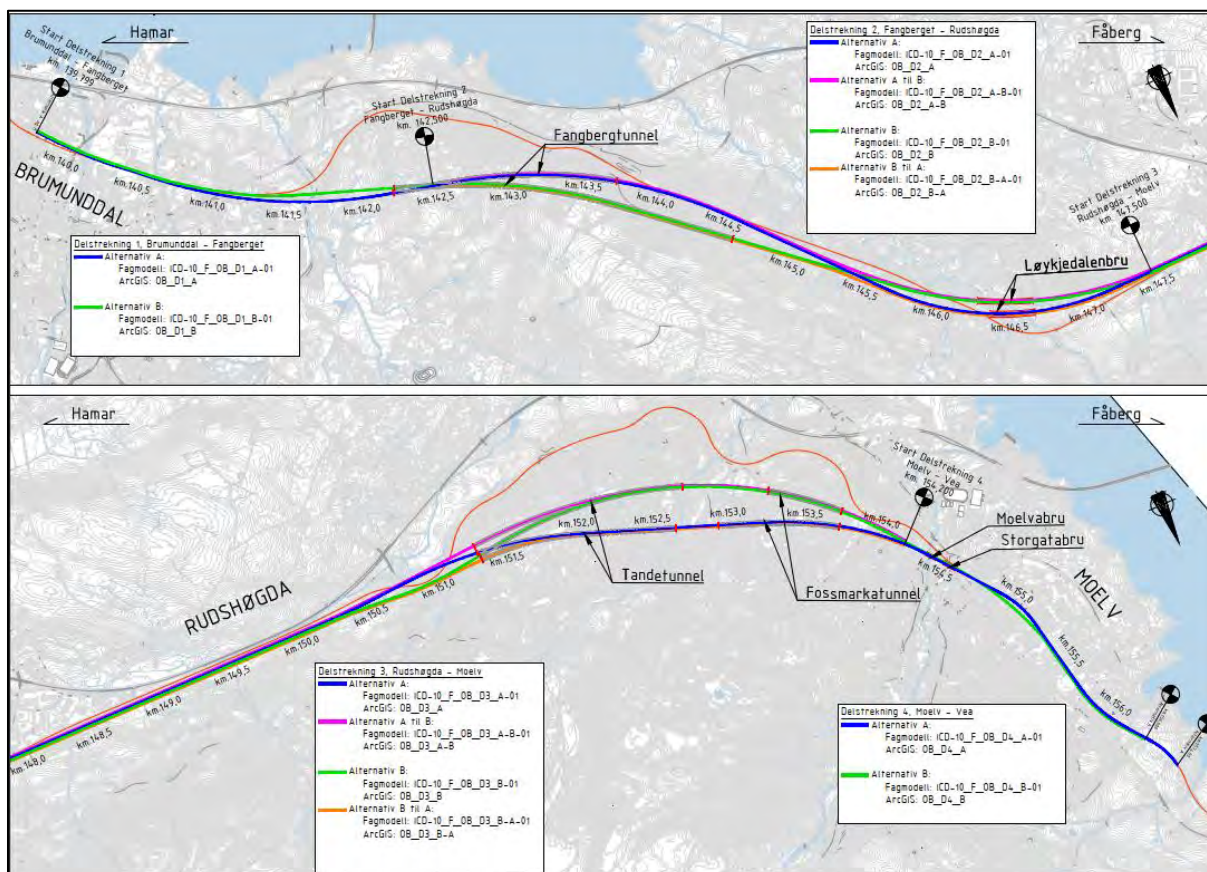 Hamar
Fåberg
Start Delstrekning 1
Brumunddal - Fangberget
km. 139.799
Start Delstrekning 2
Fangberget - Rudshøgda
km. 142,500
Fangbergtunnel
Delstrekning 2, Fangberget - Rudshøgda
Alternativ A:
Fagmodell: ICD-10_F_OB_D2_A-01
ArcGIS: OB_D2_A
Alternativ A til B:
Fagmodell: ICD-10_F_OB_D2_A-B-01
ArcGIS: OB_D2_A-B
Alternativ B:
Fagmodell: ICD-10_F_OB_D2_B-01
ArcGIS: OB_D2_B
Alternativ B til A:
Fagmodell: ICD-10_F_OB_D2_B-A-01
ArcGIS: OB_D2_B-A
Start Delstrekning 3
Rudshøgda - Moelv
km. 147,500
BRUMUNDDAL
km.140,0
km.140,5
km.141,0
km.141,5
km.142,0
km.142,5
km.143,0
km.143,5
km.144,0
km.144,5
km.145,0
km.145,5
km.146,0
km.146,5
km.147,0
km.147,5
Løykjedalenbru
Delstrekning 1, Brumunddal - Fangberget
Alternativ A:
Fagmodell: ICD-10_F_OB_D1_A-01
ArcGIS: OB_D1_A
Alternativ B:
Fagmodell: ICD-10_F_OB_D1_B-01
ArcGIS: OB_D1_B
Hamar
Fåberg
Start Delstrekning 4
Moelv - Vea
km. 154,200
RUDSHØGDA
km.148,0
km.148,5
km.149,0
km.149,5
km.150,0
km.150,5
km.151,0
km.151,5
km.152,0
km.152,5
km.153,0
km.153,5
km.154,0
km.154,5
km.155,0
km.155,5
km.156,0
Tandetunnel
Fossmarkatunnel
Moelvabru
Storgatabru
MOELV
Delstrekning 3, Rudshøgda - Moelv
Alternativ A:
Fagmodell: ICD-10_F_OB_D3_A-01
ArcGIS: OB_D3_A
Alternativ A til B:
Fagmodell: ICD-10_F_OB_D3_A-B-01
ArcGIS: OB_D3_A-B
Alternativ B:
Fagmodell: ICD-10_F_OB_D3_B-01
ArcGIS: OB_D3_B
Alternativ B til A:
Fagmodell: ICD-10_F_OB_D3_B-A-01
ArcGIS: OB_D3_B-A
Delstrekning 4, Moelv - Vea
Alternativ A:
Fagmodell: ICD-10_F_OB_D4_A-01
ArcGIS: OB_D4_A
Alternativ B:
Fagmodell: ICD-10_F_OB_D4_B-01
ArcGIS: OB_D4_B